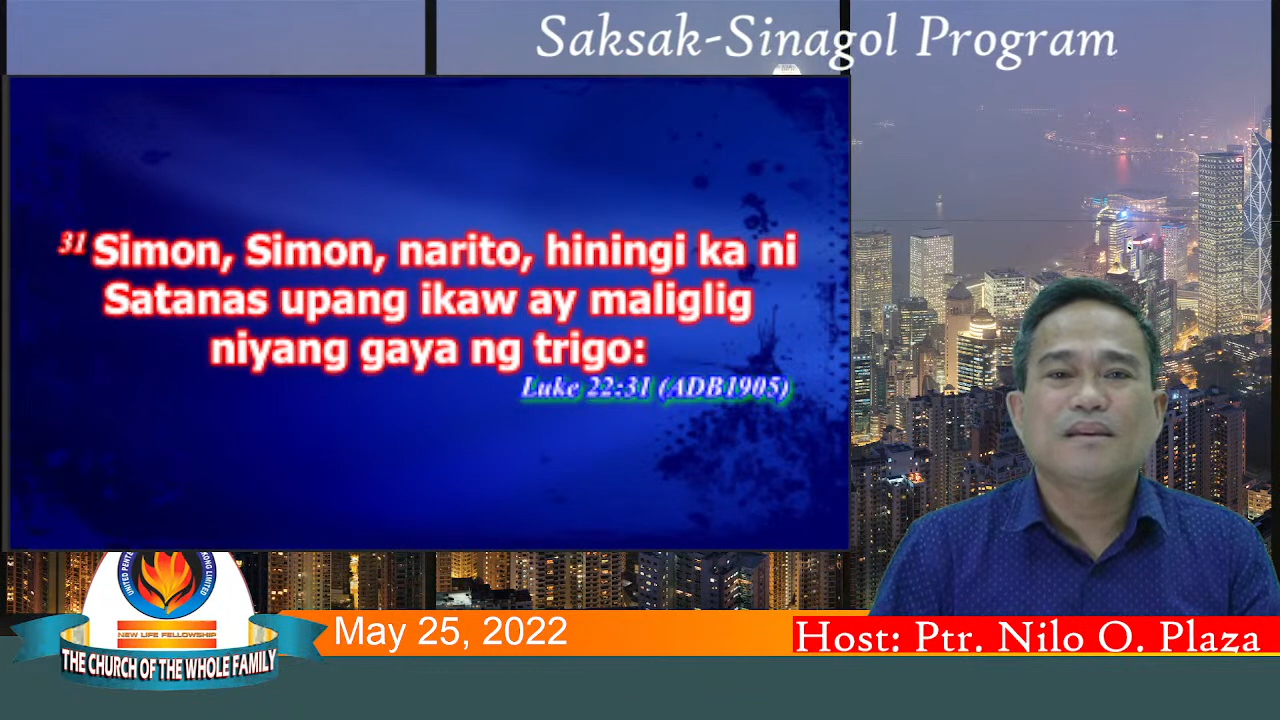 Saksak-Sinagol Program
31 Simon, Simon, narito, hiningi ka ni
Satanas upang ikaw ay maliglig
niyang gaya ng trigo:
Luke 22:31 (ADB1905)
NEW LIFE FELLOWSHIP
THE CHURCH OF THE WHOLE FAMILY
May 25, 2022
Host: Ptr. Nilo O. Plaza